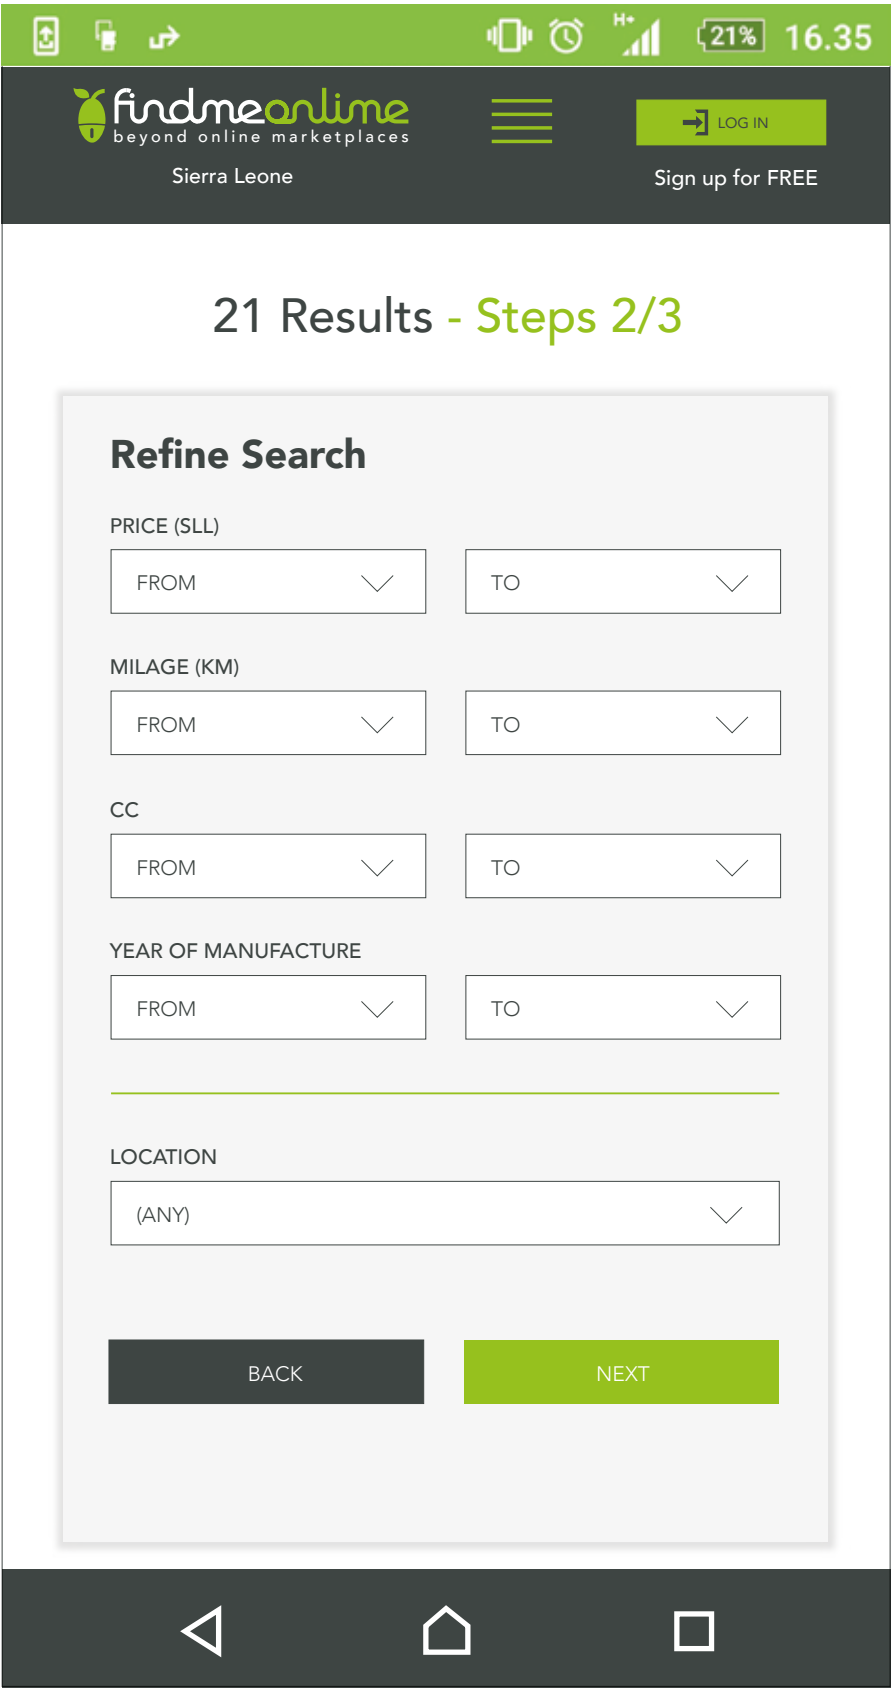 H+ 21% 16.35
findmeonlime
beyond online marketplaces
LOG IN
Sierra Leone
Sign up for FREE
21 Results - Steps 2/3
Refine Search
PRICE (SLL)
FROM TO
MILAGE (KM)
FROM TO
CC
FROM TO
YEAR OF MANUFACTURE
FROM TO
LOCATION
(ANY)
BACK NEXT